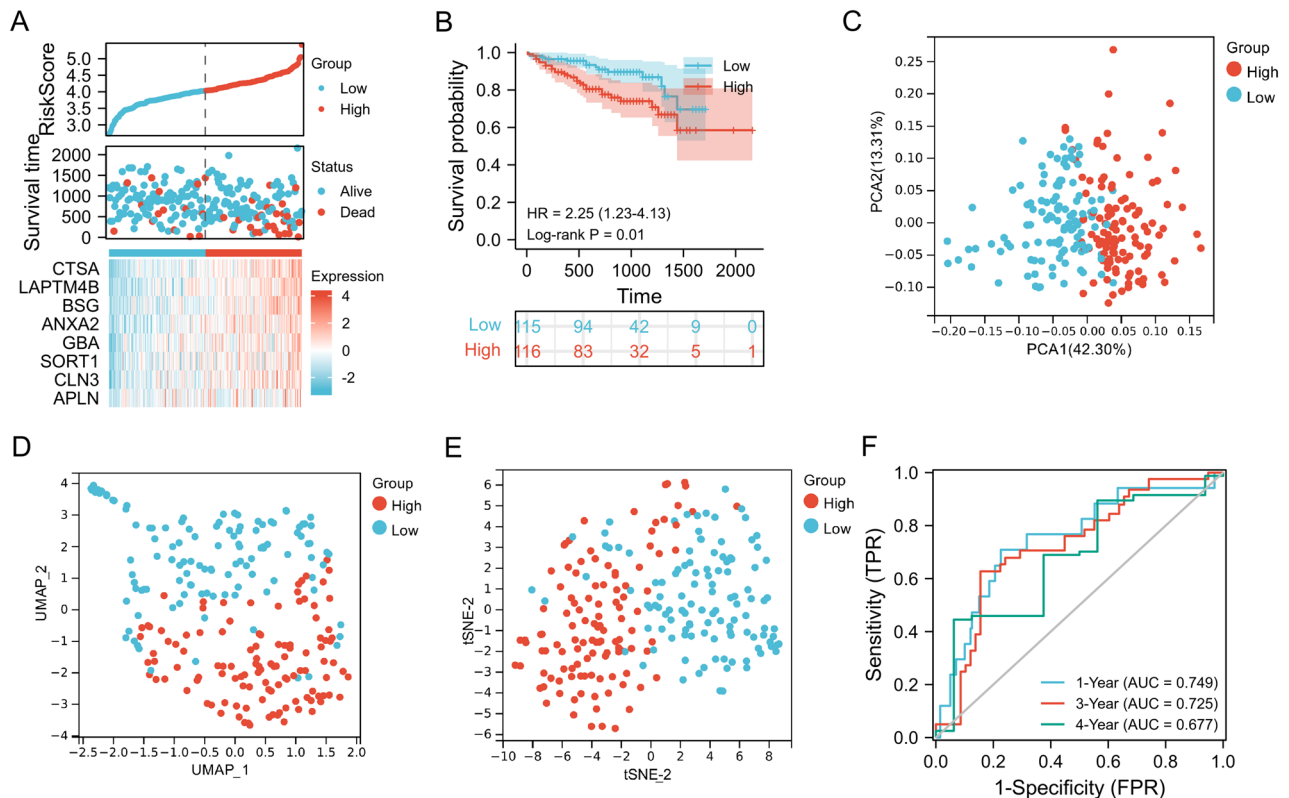 A
RiskScore
5.0
4.5
4.0
3.5
3.0
Group
Low
High
Survival time
2000
1500
1000
500
0
Status
Alive
Dead
CTSA
LAPTM4B
BSG
ANXA2
GBA
SORT1
CLN3
APLN
Expression
4
2
0
-2
B
Survival probability
1.0
0.8
0.6
0.4
0.2
0.0
Low
High
HR = 2.25 (1.23-4.13)
Log-rank P = 0.01
0 500 1000 1500 2000
Time
Low 115 94 42 9 0
High 116 83 32 5 1
C
PCA2(13.31%)
0.25
0.20
0.15
0.10
0.05
0.00
−0.05
−0.10
−0.20 −0.15 −0.10 −0.05 0.00 0.05 0.10 0.15
PCA1(42.30%)
Group
High
Low
D
UMAP_2
4
3
2
1
0
−1
−2
−3
−4
−2.5 −2.0 −1.5 −1.0 −0.5 0.0 0.5 1.0 1.5 2.0
UMAP_1
Group
High
Low
E
tSNE-2
6
5
4
3
2
1
0
−1
−2
−3
−4
−5
−6
−10 −8 −6 −4 −2 0 2 4 6 8
tSNE-2
Group
High
Low
F
Sensitivity (TPR)
1.0
0.8
0.6
0.4
0.2
0.0
1-Year (AUC = 0.749)
3-Year (AUC = 0.725)
4-Year (AUC = 0.677)
0.0 0.2 0.4 0.6 0.8 1.0
1-Specificity (FPR)